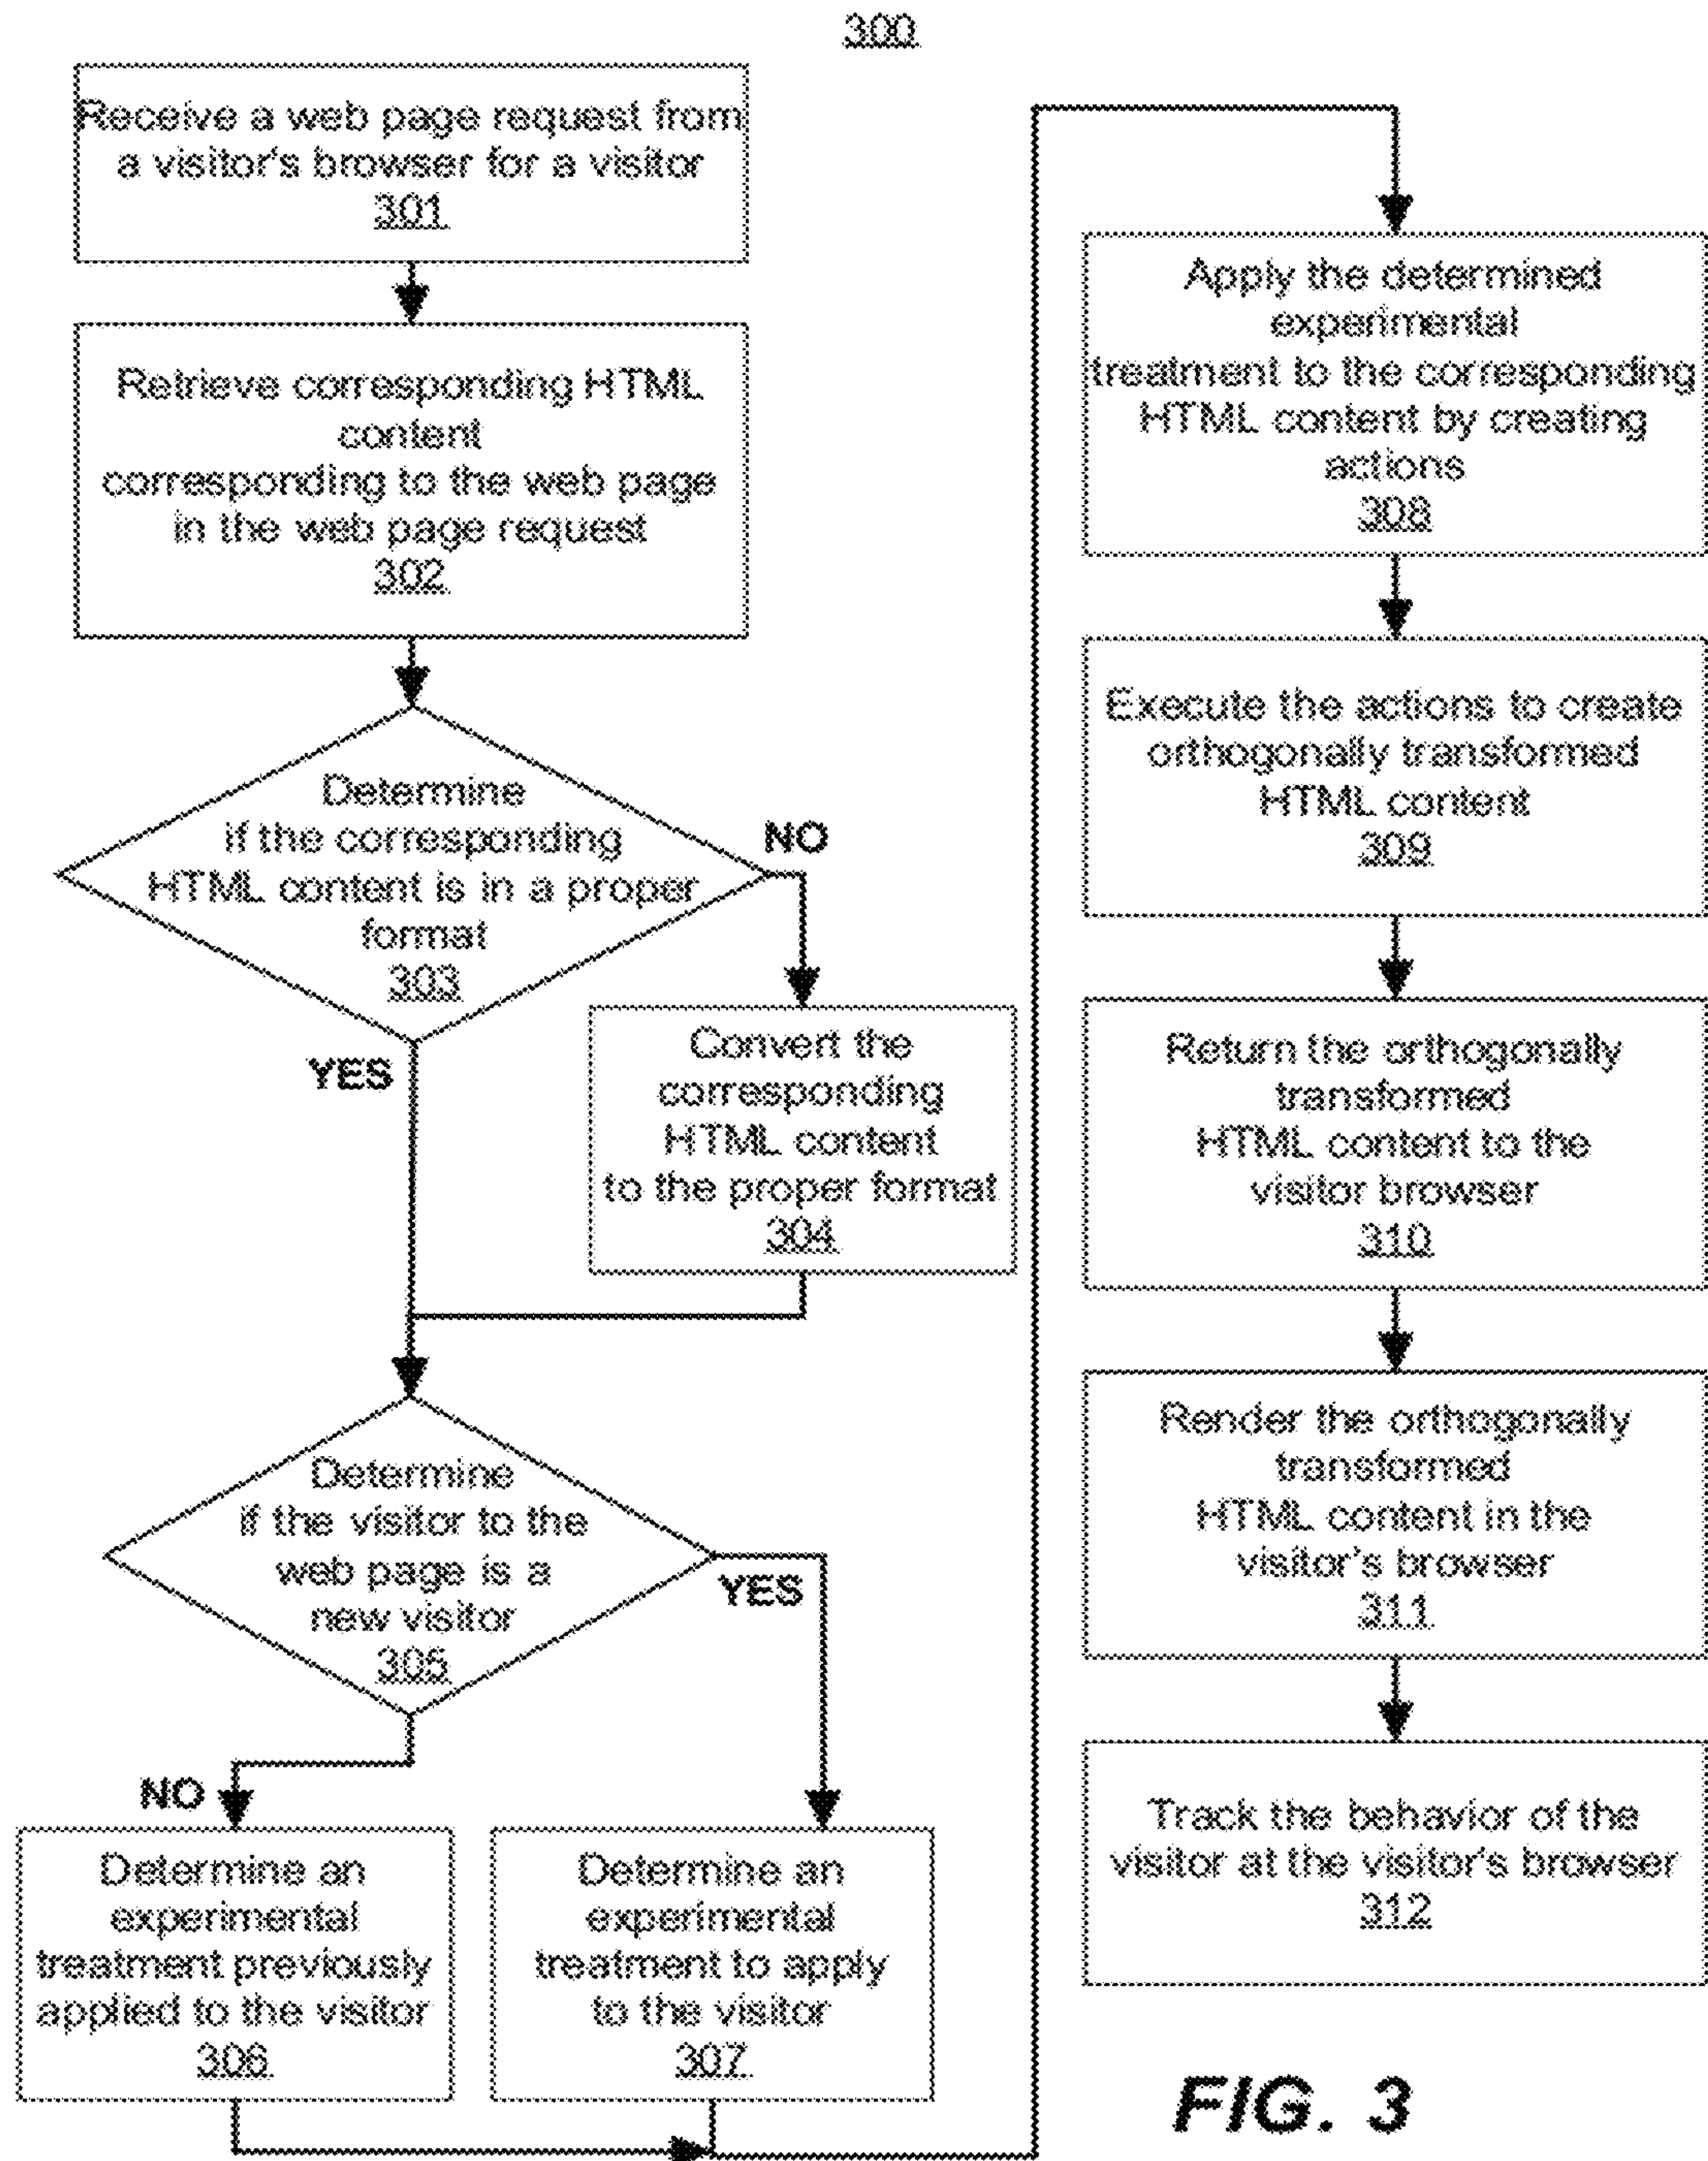 300
Receive a web page request from
a visitor's browser for a visitor
301
Retrieve corresponding HTML
content
corresponding to the web page
in the web page request
302
Determine
if the corresponding
HTML content is in a proper
format
303
NO
YES
Convert the
corresponding
HTML content
to the proper format
304
Determine
if the visitor to the
web page is a
new visitor
305
YES
NO
Determine an
experimental
treatment previously
applied to the visitor
306
Determine an
experimental
treatment to apply
to the visitor
307
Apply the determined
experimental
treatment to the corresponding
HTML content by creating
actions
308
Execute the actions to create
orthogonally transformed
HTML content
309
Return the orthogonally
transformed
HTML content to the
visitor browser
310
Render the orthogonally
transformed
HTML content in the
visitor's browser
311
Track the behavior of the
visitor at the visitor's browser
312
FIG. 3